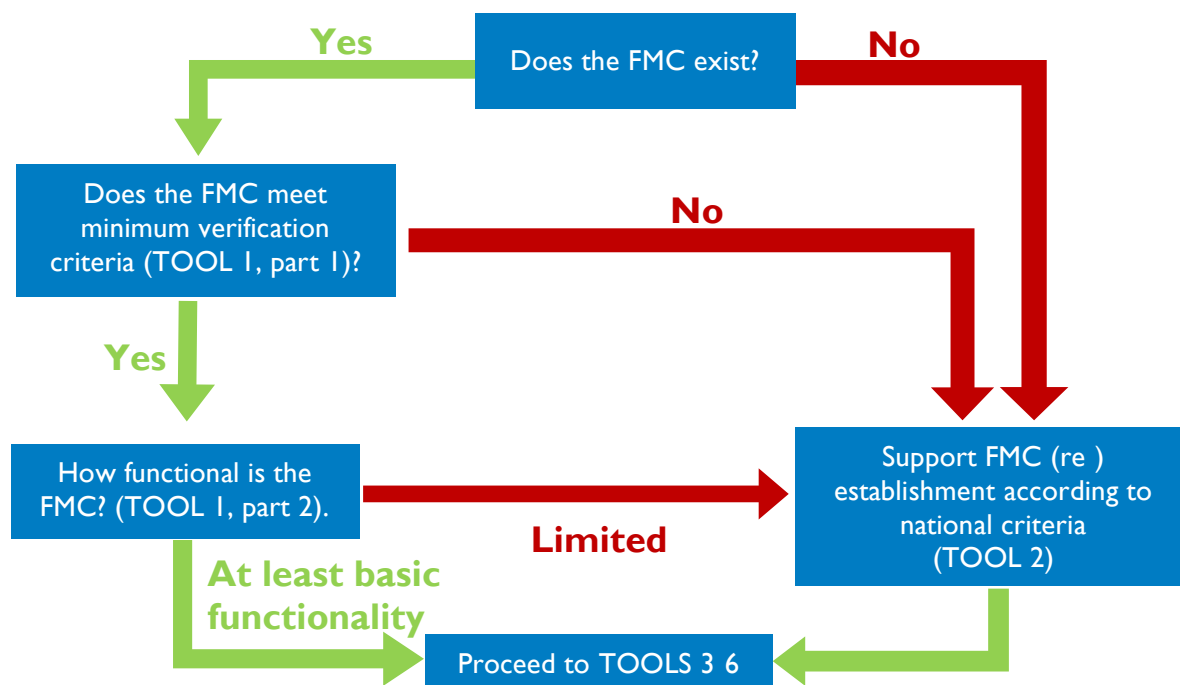 Yes
Does the FMC exist?
No
Does the FMC meet
minimum verification
criteria (TOOL 1, part 1)?
No
Yes
How functional is the
FMC? (TOOL 1, part 2).
Limited
Support FMC (re )
establishment according to
national criteria
(TOOL 2)
At least basic
functionality
Proceed to TOOLS 3 6